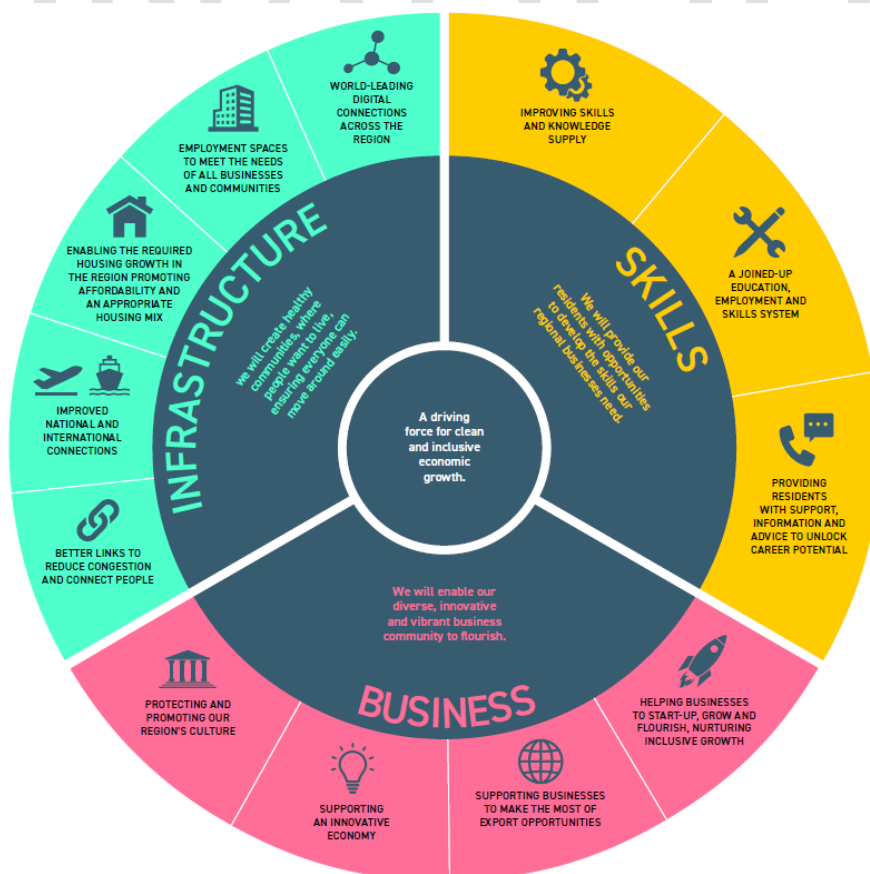 WORLD-LEADING
DIGITAL
CONNECTIONS
ACROSS THE
REGION
EMPLOYMENT SPACES
TO MEET THE NEEDS
OF ALL BUSINESSES
AND COMMUNITIES
ENABLING THE REQUIRED
HOUSING GROWTH IN
THE REGION PROMOTING
AFFORDABILITY AND
AN APPROPRIATE
HOUSING MIX
IMPROVED
NATIONAL AND
INTERNATIONAL
CONNECTIONS
BETTER LINKS TO
REDUCE CONGESTION
AND CONNECT PEOPLE
INFRASTRUCTURE
We will create healthy
communities, where
people want to live,
ensuring everyone can
move around easily.
IMPROVING SKILLS
AND KNOWLEDGE
SUPPLY
A JOINED-UP
EDUCATION,
EMPLOYMENT AND
SKILLS SYSTEM
PROVIDING
RESIDENTS
WITH SUPPORT,
INFORMATION AND
ADVICE TO UNLOCK
CAREER POTENTIAL
SKILLS
We will provide our
residents with opportunities
to develop the skills our
regional businesses need.
A driving
force for clean
and inclusive
economic
growth.
We will enable our
diverse, innovative
and vibrant business
community to flourish.
BUSINESS
PROTECTING AND
PROMOTING OUR
REGION'S CULTURE
SUPPORTING
AN INNOVATIVE
ECONOMY
SUPPORTING BUSINESSES
TO MAKE THE MOST OF
EXPORT OPPORTUNITIES
HELPING BUSINESSES
TO START-UP, GROW AND
FLOURISH, NURTURING
INCLUSIVE GROWTH